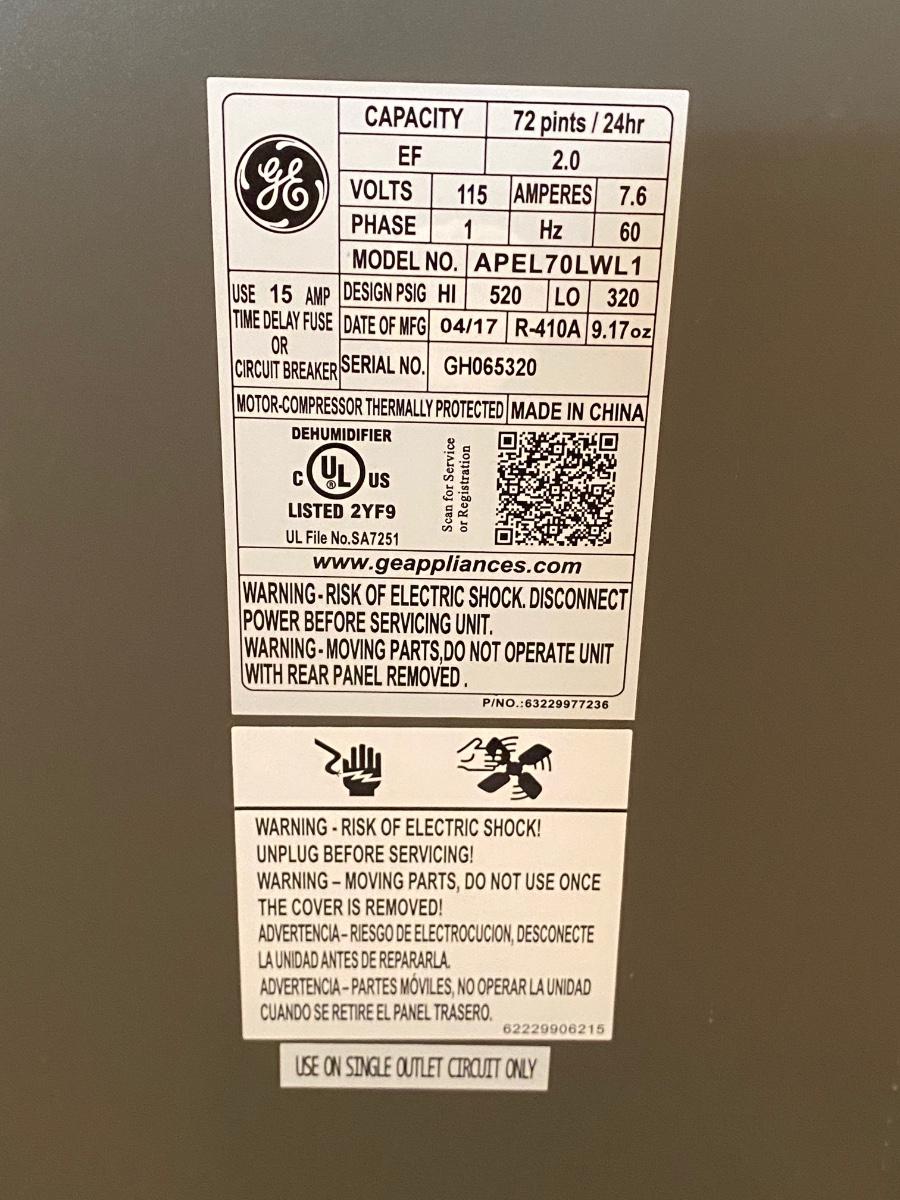 GE
CAPACITY 72 pints / 24hr
EF 2.0
VOLTS 115 AMPERES 7.6
PHASE 1 Hz 60
MODEL NO. APEL70LWL1
USE 15 AMP
TIME DELAY FUSE
OR
CIRCUIT BREAKER
DESIGN PSIG HI 520 LO 320
DATE OF MFG 04/17 R-410A 9.17oz
SERIAL NO. GH065320
MOTOR-COMPRESSOR THERMALLY PROTECTED MADE IN CHINA
DEHUMIDIFIER
C UL ® US
LISTED 2YF9
UL File No.SA7251
Scan for Service
or Registration
www.geappliances.com
WARNING-RISK OF ELECTRIC SHOCK. DISCONNECT
POWER BEFORE SERVICING UNIT.
WARNING-MOVING PARTS,DO NOT OPERATE UNIT
WITH REAR PANEL REMOVED .
P/NO.:63229977236
WARNING - RISK OF ELECTRIC SHOCK!
UNPLUG BEFORE SERVICING!
WARNING – MOVING PARTS, DO NOT USE ONCE
THE COVER IS REMOVED!
ADVERTENCIA – RIESGO DE ELECTROCUCION, DESCONECTE
LA UNIDAD ANTES DE REPARARLA.
ADVERTENCIA – PARTES MÓVILES, NO OPERAR LA UNIDAD
CUANDO SE RETIRE EL PANEL TRASERO.
62229906215
USE ON SINGLE OUTLET CIRCUIT ONLY